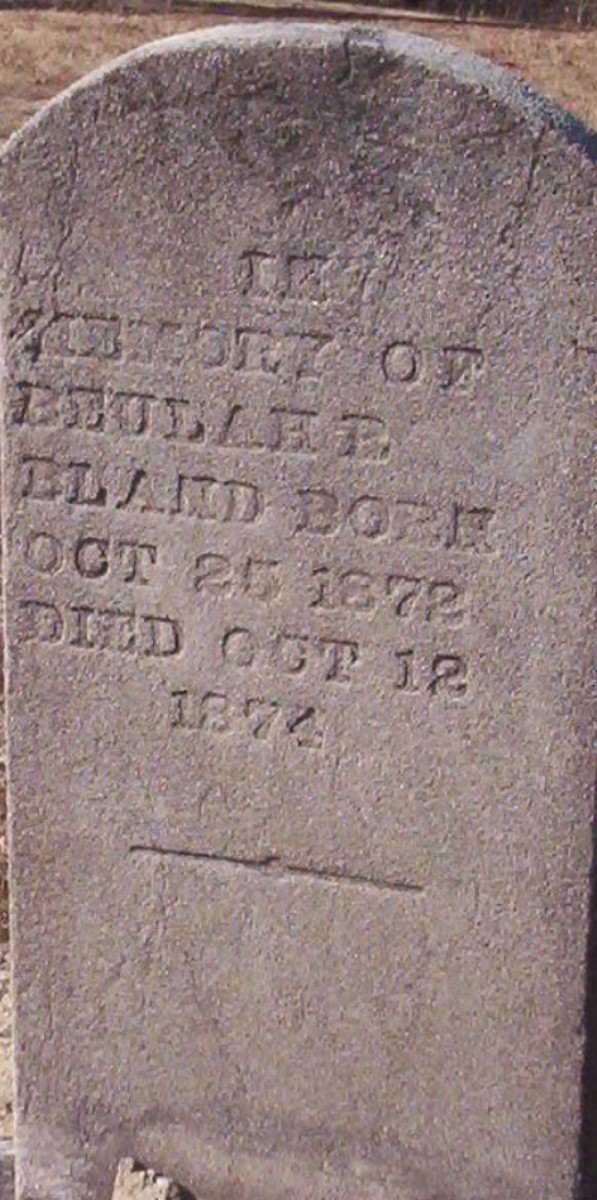 IN
MEMORY OF
BEULAH B
BLAND BORN
OCT 25 1872
DIED OCT 12
1874